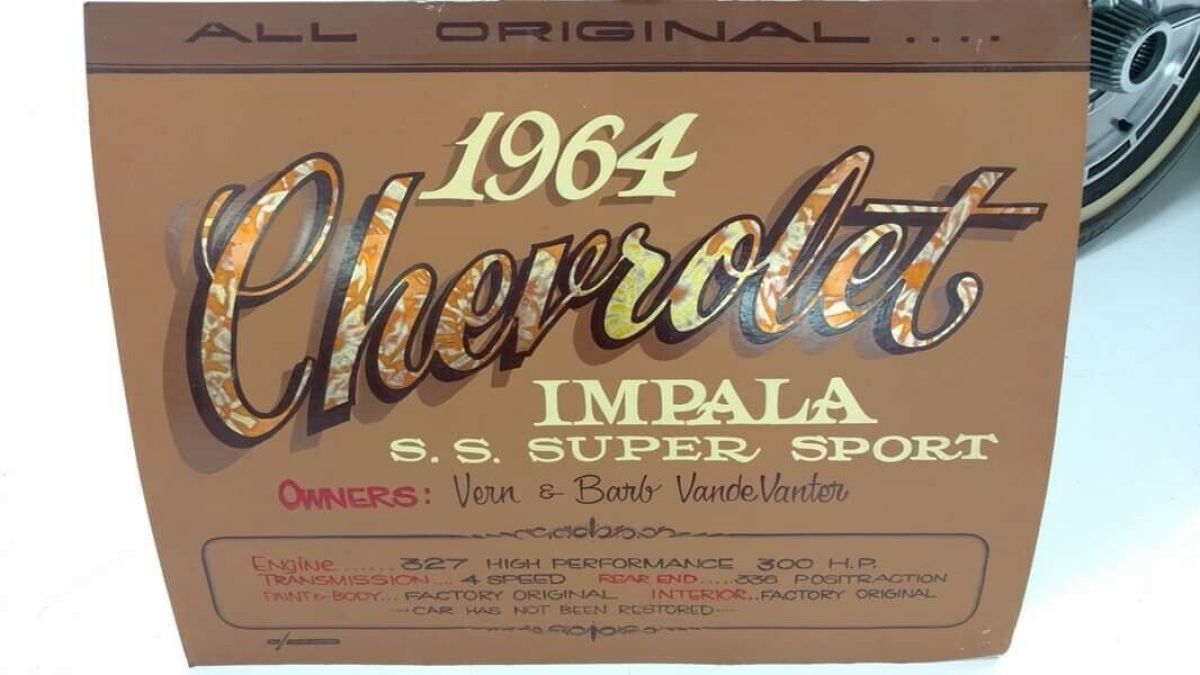 ALL ORIGINAL ....
1964
Chevrolet
IMPALA
S. S. SUPER SPORT
OWNERS: Vern & Barb VandeVanter
Engine....... 327 HIGH PERFORMANCE 300 H.P.
TRANSMISSION.... 4 SPEED REAR END.....336 POSITRACTION
PAINT & BODY... FACTORY ORIGINAL INTERIOR..FACTORY ORIGINAL
....CAR HAS NOT BEEN RESTORED....